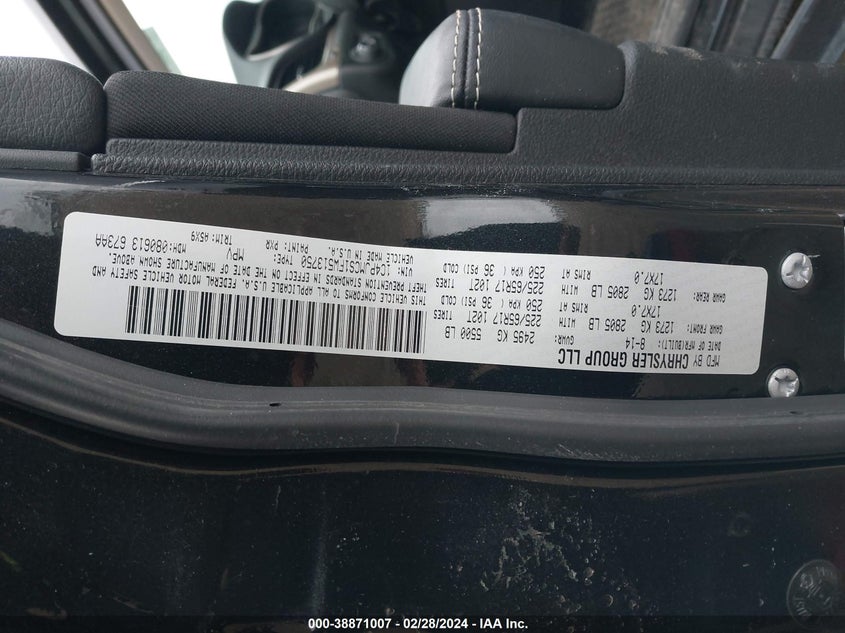 MFD BY CHRYSLER GROUP LLC
DATE OF MFR(BUILT): 8-14 GVWR: 2495 KG 5500 LB
GAWR FRONT: 1273 KG 2805 LB WITH 225/65R17 102T TIRES
17X7.0 RIMS AT 250 KPA ( 36 PSI) COLD
GAWR REAR: 1273 KG 2805 LB WITH 225/65R17 102T TIRES
17X7.0 RIMS AT 250 KPA ( 36 PSI) COLD
THIS VEHICLE CONFORMS TO ALL APPLICABLE U.S.A. FEDERAL MOTOR VEHICLE SAFETY AND
THEFT PREVENTION STANDARDS IN EFFECT ON THE DATE OF MANUFACTURE SHOWN ABOVE.
VIN: 1C4PJMCS1FW513750 TYPE: MPV MDH:080613 673AA
PAINT: PXR TRIM: A5X9
VEHICLE MADE IN U.S.A.
000-38871007 - 02/28/2024 - IAA Inc.